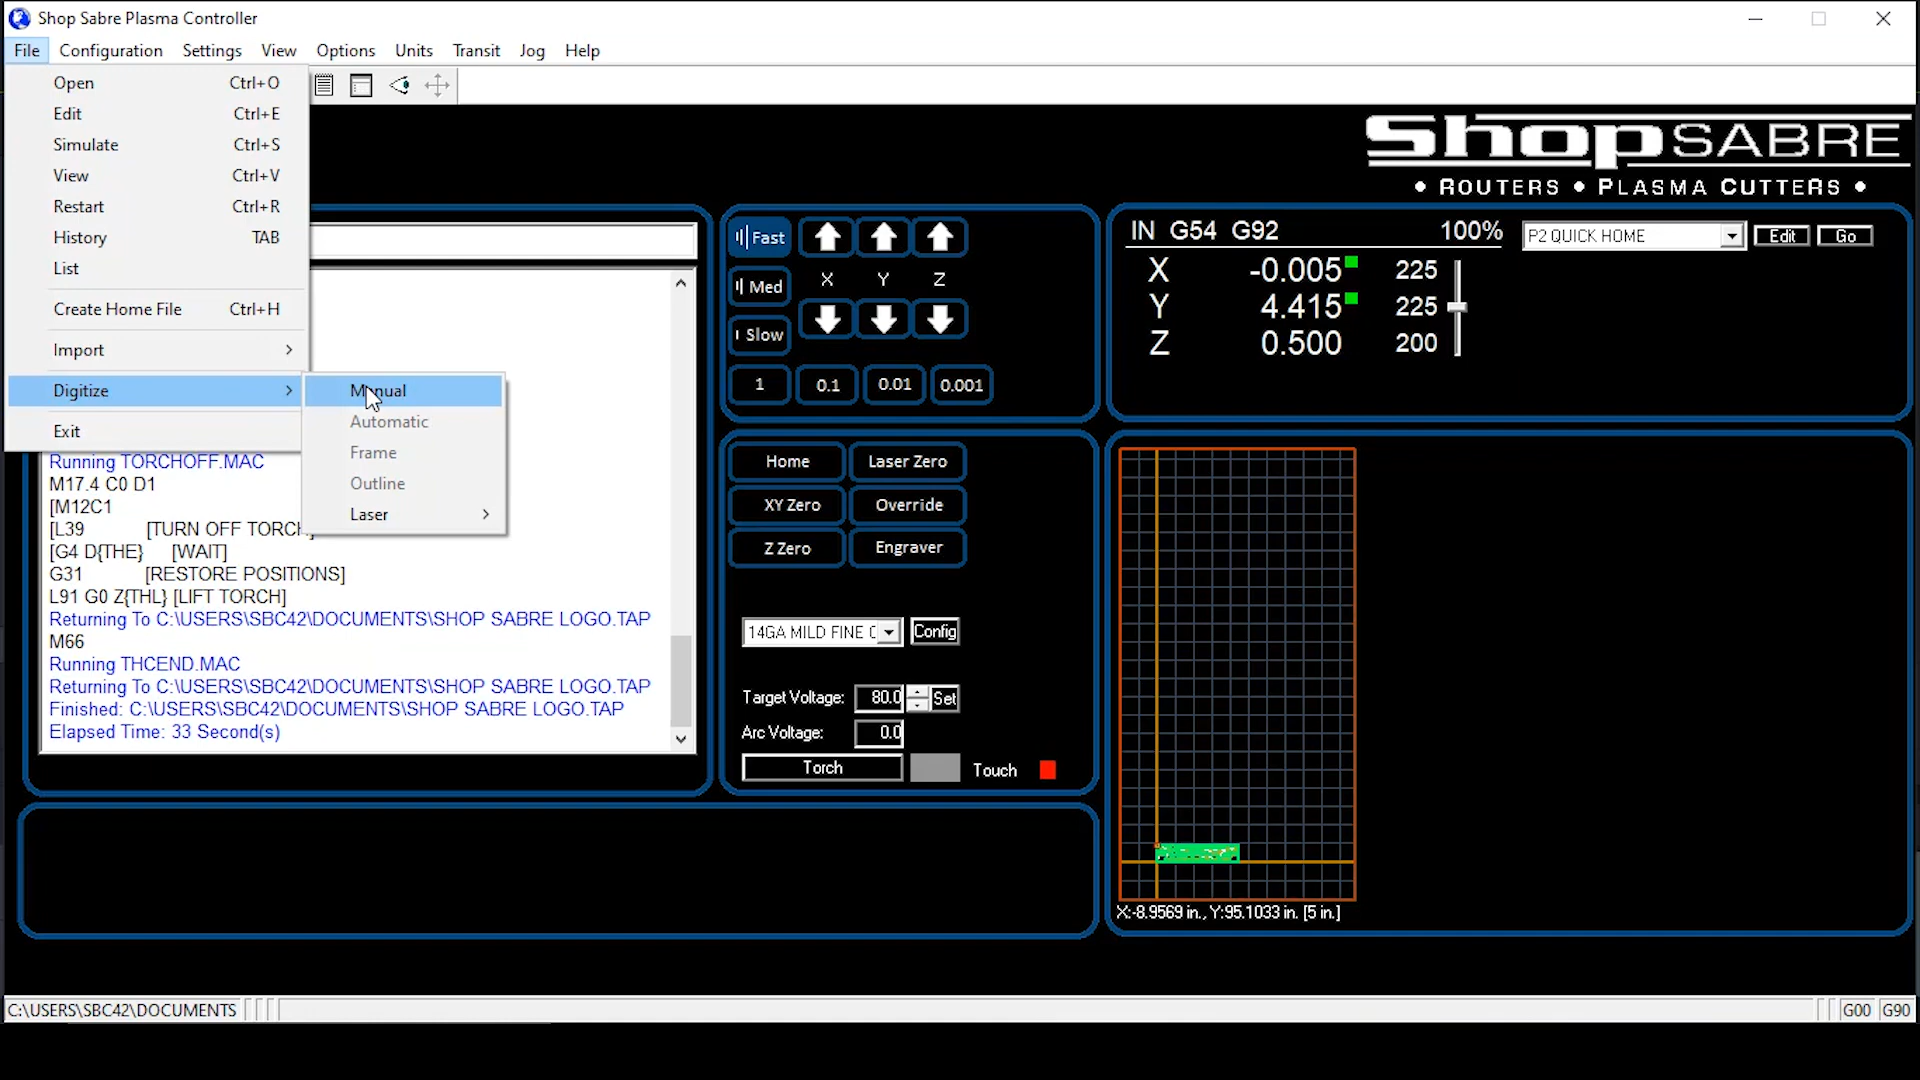 Shop Sabre Plasma Controller
File Configuration Settings View Options Units Transit Jog Help
Open Ctrl+O
Edit Ctrl+E
Simulate Ctrl+S
View Ctrl+V
Restart Ctrl+R
History TAB
List
Create Home File Ctrl+H
Import
Digitize
Exit
Manual
Automatic
Frame
Outline
Laser
Running TORCHOFF.MAC
M17.4 C0 D1
[M12C1
[L39 [TURN OFF TORCH]
[G4 D{THE} [WAIT]
G31 [RESTORE POSITIONS]
L91 G0 Z{THL} [LIFT TORCH]
Returning To C:\USERS\SBC42\DOCUMENTS\SHOP SABRE LOGO.TAP
M66
Running THCEND.MAC
Returning To C:\USERS\SBC42\DOCUMENTS\SHOP SABRE LOGO.TAP
Finished: C:\USERS\SBC42\DOCUMENTS\SHOP SABRE LOGO.TAP
Elapsed Time: 33 Second(s)
Fast
Med
Slow
X Y Z
1 0.1 0.01 0.001
Home Laser Zero
XY Zero Override
Z Zero Engraver
14GA MILD FINE C Config
Target Voltage: 80.0 Set
Arc Voltage: 0.0
Torch Touch
Shop SABRE
• ROUTERS • PLASMA CUTTERS •
IN G54 G92 100%
X -0.005 225
Y 4.415 225
Z 0.500 200
P2 QUICK HOME Edit Go
X:-8.9569 in., Y:95.1033 in. [5 in.]
C:\USERS\SBC42\DOCUMENTS G00 G90